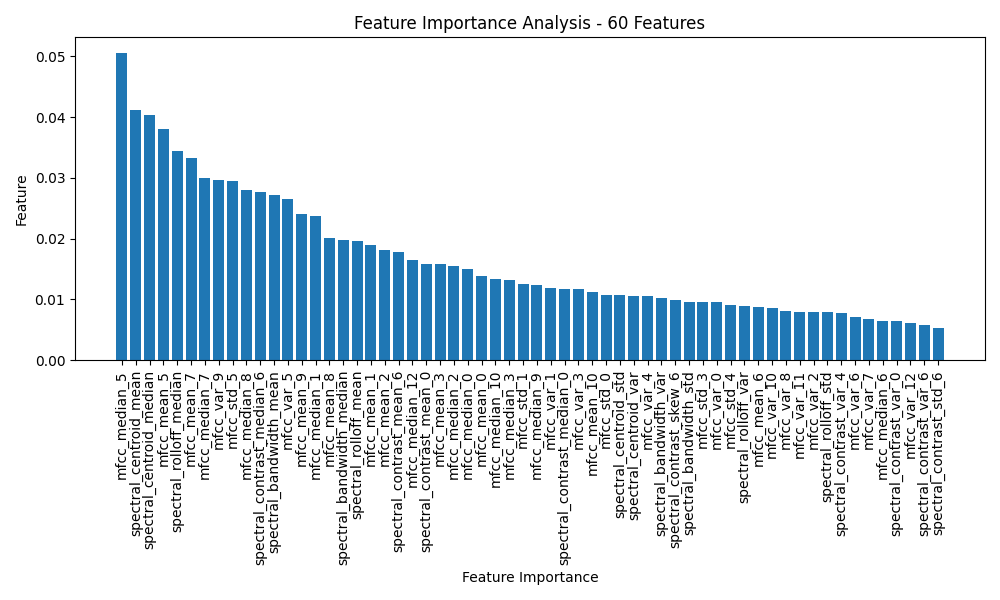 Feature Importance Analysis - 60 Features
0.05
0.04
0.03
0.02
0.01
0.00
Feature
mfcc_median_5
spectral_centroid_mean
spectral_centroid_median
mfcc_mean_5
spectral_rolloff_median
mfcc_mean_7
mfcc_median_7
mfcc_var_9
mfcc_std_5
mfcc_median_8
spectral_contrast_median_6
spectral_bandwidth_mean
mfcc_var_5
mfcc_mean_9
mfcc_median_1
mfcc_mean_8
spectral_bandwidth_median
spectral_rolloff_mean
mfcc_mean_1
mfcc_mean_2
spectral_contrast_mean_6
mfcc_median_12
spectral_contrast_mean_0
mfcc_mean_3
mfcc_median_2
mfcc_median_0
mfcc_mean_0
mfcc_median_10
mfcc_median_3
mfcc_std_1
mfcc_median_9
mfcc_var_1
spectral_contrast_median_0
mfcc_var_3
mfcc_mean_10
mfcc_std_0
spectral_centroid_std
spectral_centroid_var
mfcc_var_4
spectral_bandwidth_var
spectral_contrast_skew_6
spectral_bandwidth_std
mfcc_std_3
mfcc_var_0
mfcc_std_4
spectral_rolloff_var
mfcc_mean_6
mfcc_var_10
mfcc_var_8
mfcc_var_11
mfcc_var_2
spectral_rolloff_std
spectral_contrast_var_4
mfcc_var_6
mfcc_var_7
mfcc_median_6
spectral_contrast_var_0
mfcc_var_12
spectral_contrast_var_6
spectral_contrast_std_6
Feature Importance